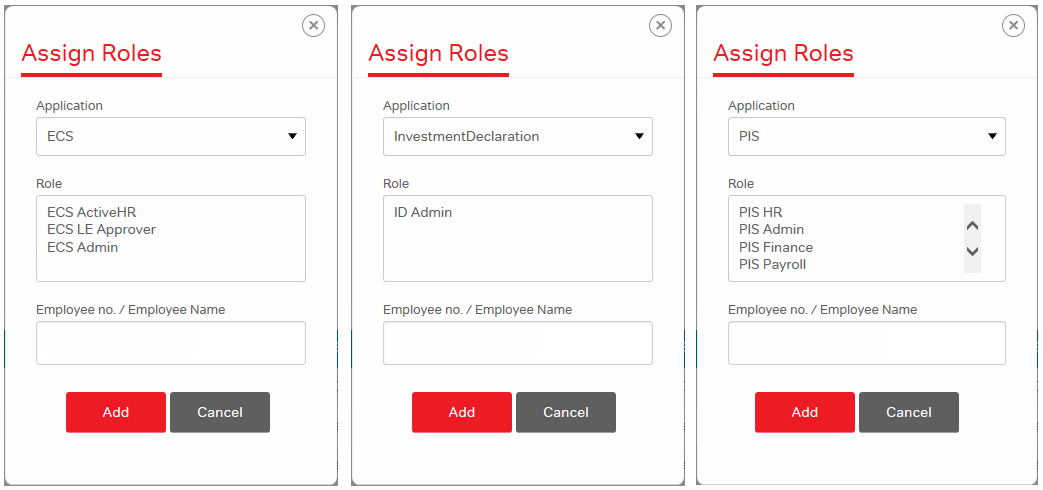 Assign Roles
Application
ECS
Role
ECS ActiveHR
ECS LE Approver
ECS Admin
Employee no. / Employee Name
Add
Cancel
Assign Roles
Application
InvestmentDeclaration
Role
ID Admin
Employee no. / Employee Name
Add
Cancel
Assign Roles
Application
PIS
Role
PIS HR
PIS Admin
PIS Finance
PIS Payroll
Employee no. / Employee Name
Add
Cancel